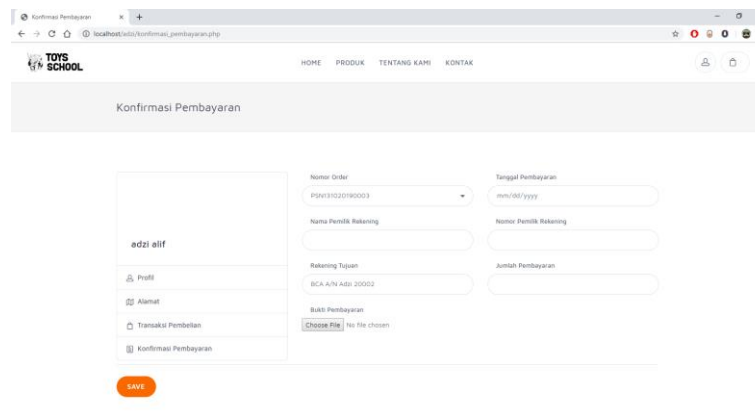 Konfirmasi Pembayaran
localhost/adzi/konfirmasi_pembayaran.php
TOYS
SCHOOL
HOME PRODUK TENTANG KAMI KONTAK
Konfirmasi Pembayaran
Nomor Order
Tanggal Pembayaran
PSN131020190003
mm/dd/yyyy
Nama Pemilik Rekening
Nomor Pemilik Rekening
adzi alif
Rekening Tujuan
Jumlah Pembayaran
Profil
BCA A/N Adzi 20002
Alamat
Bukti Pembayaran
Transaksi Pembelian
Choose File No file chosen
Konfirmasi Pembayaran
SAVE